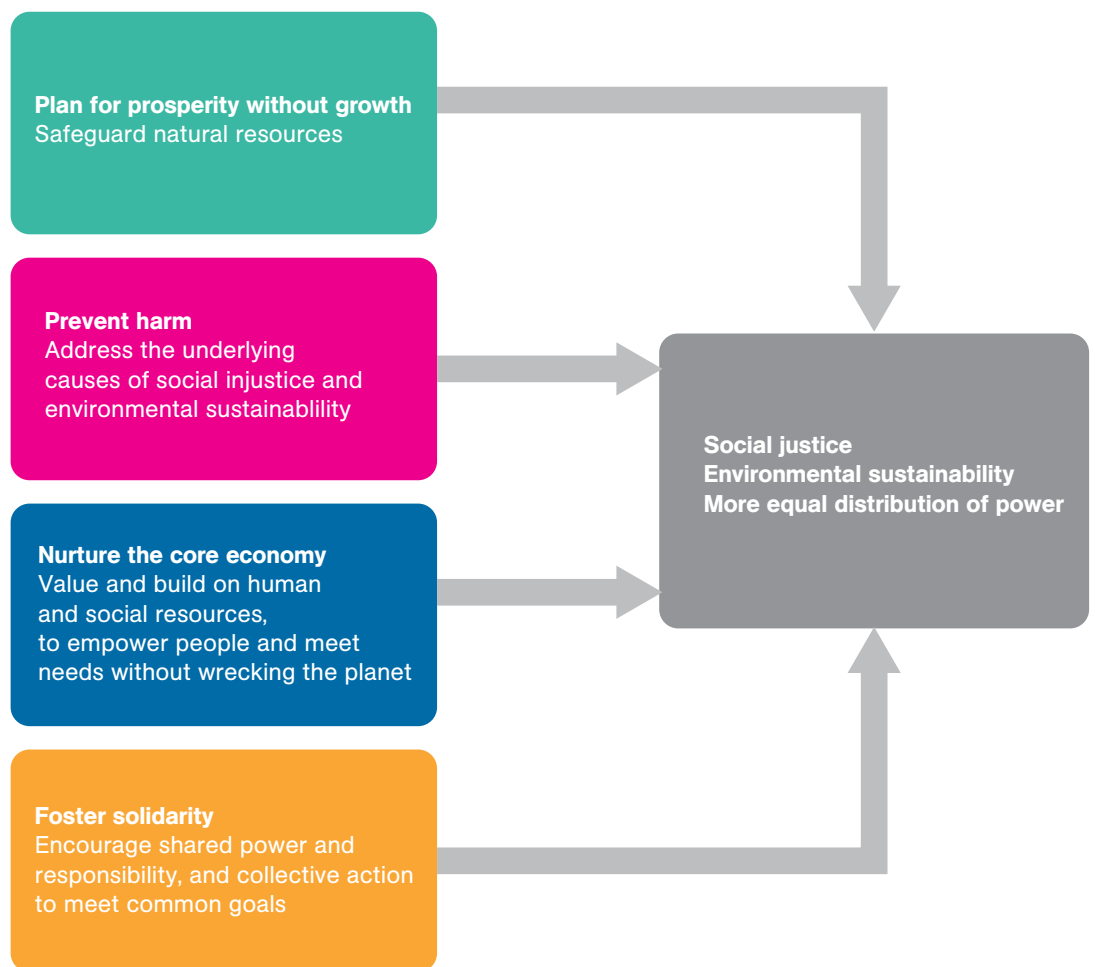 Plan for prosperity without growth
Safeguard natural resources
Prevent harm
Address the underlying
causes of social injustice and
environmental sustainablility
Nurture the core economy
Value and build on human
and social resources,
to empower people and meet
needs without wrecking the planet
Foster solidarity
Encourage shared power and
responsibility, and collective action
to meet common goals
Social justice
Environmental sustainability
More equal distribution of power